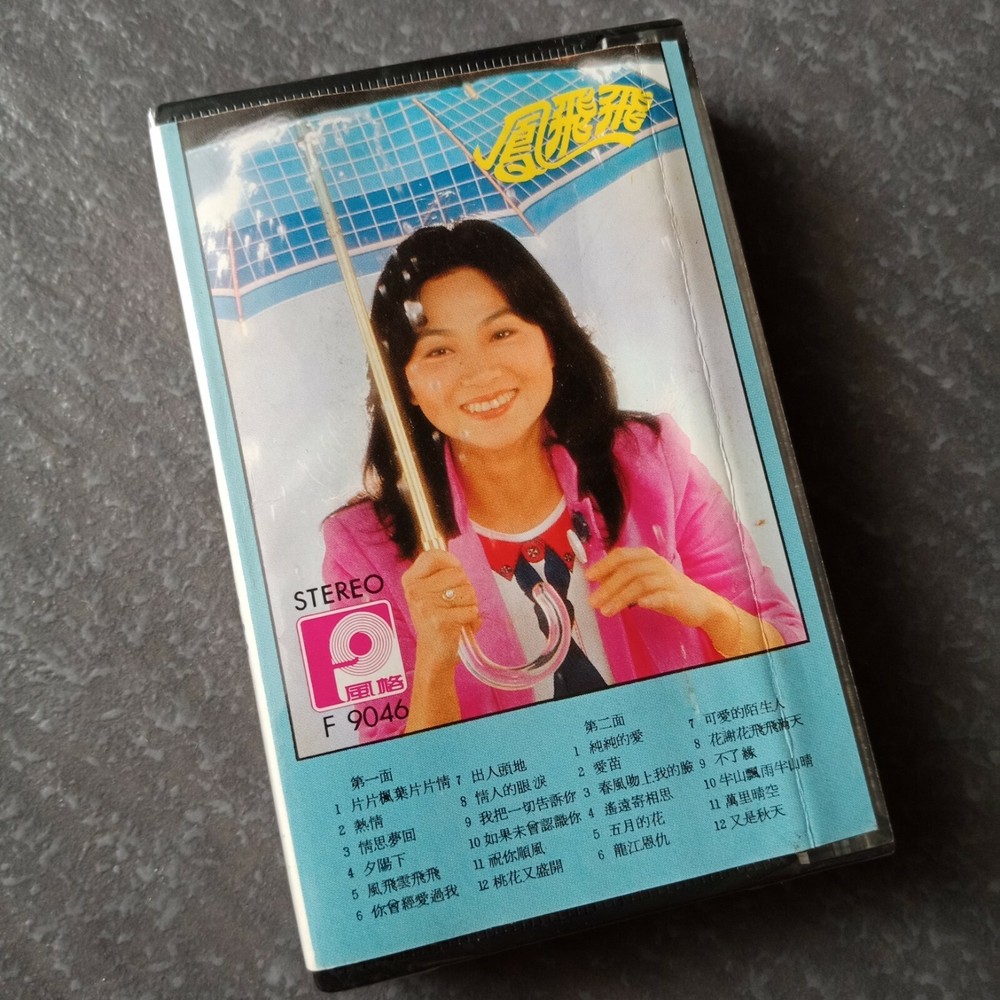 鳳飛飛
STEREO
風格
F 9046
第一面
1 片片楓葉片片情
2 熱情
3 情思夢回
4 夕陽下
5 風飛雲飛飛
6 你曾經愛過我
7 出人頭地
8 情人的眼淚
9 我把一切告訴你
10 如果未曾認識你
11 祝你順風
12 桃花又盛開
第二面
1 純純的愛
2 愛苗
3 春風吻上我的臉
4 遙遠寄相思
5 五月的花
6 龍江恩仇
7 可愛的陌生人
8 花謝花飛飛滿天
9 不了緣
10 半山飄雨半山晴
11 萬里晴空
12 又是秋天